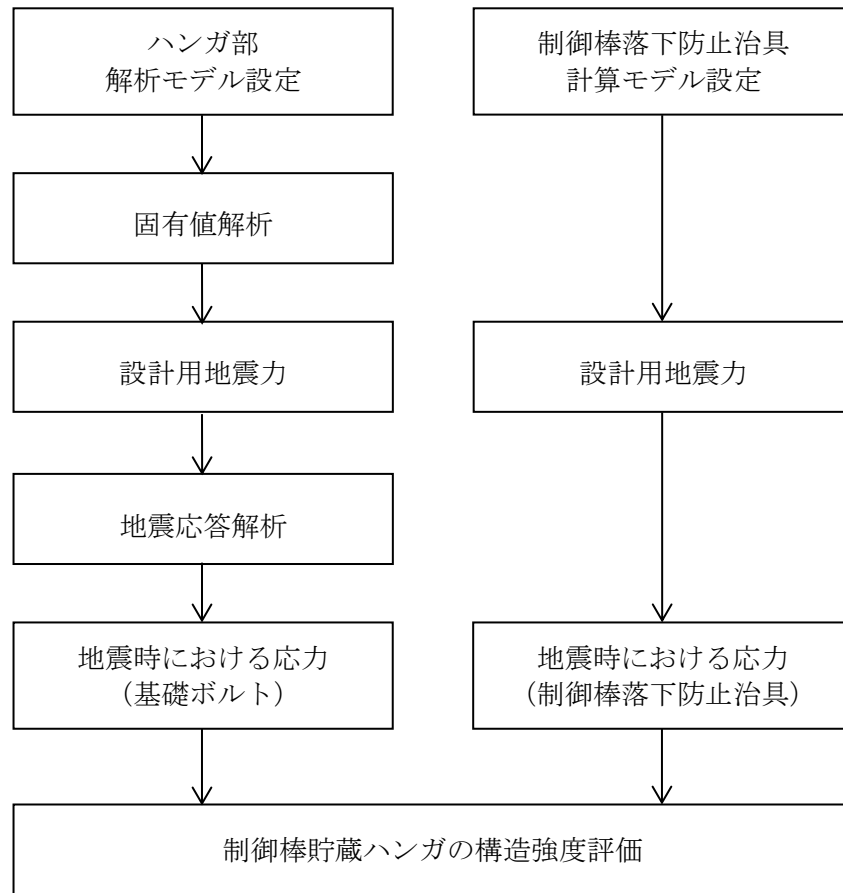 ハンガ部
解析モデル設定
制御棒落下防止治具
計算モデル設定
固有値解析
設計用地震力
設計用地震力
地震応答解析
地震時における応力
(基礎ボルト)
地震時における応力
(制御棒落下防止治具)
制御棒貯蔵ハンガの構造強度評価